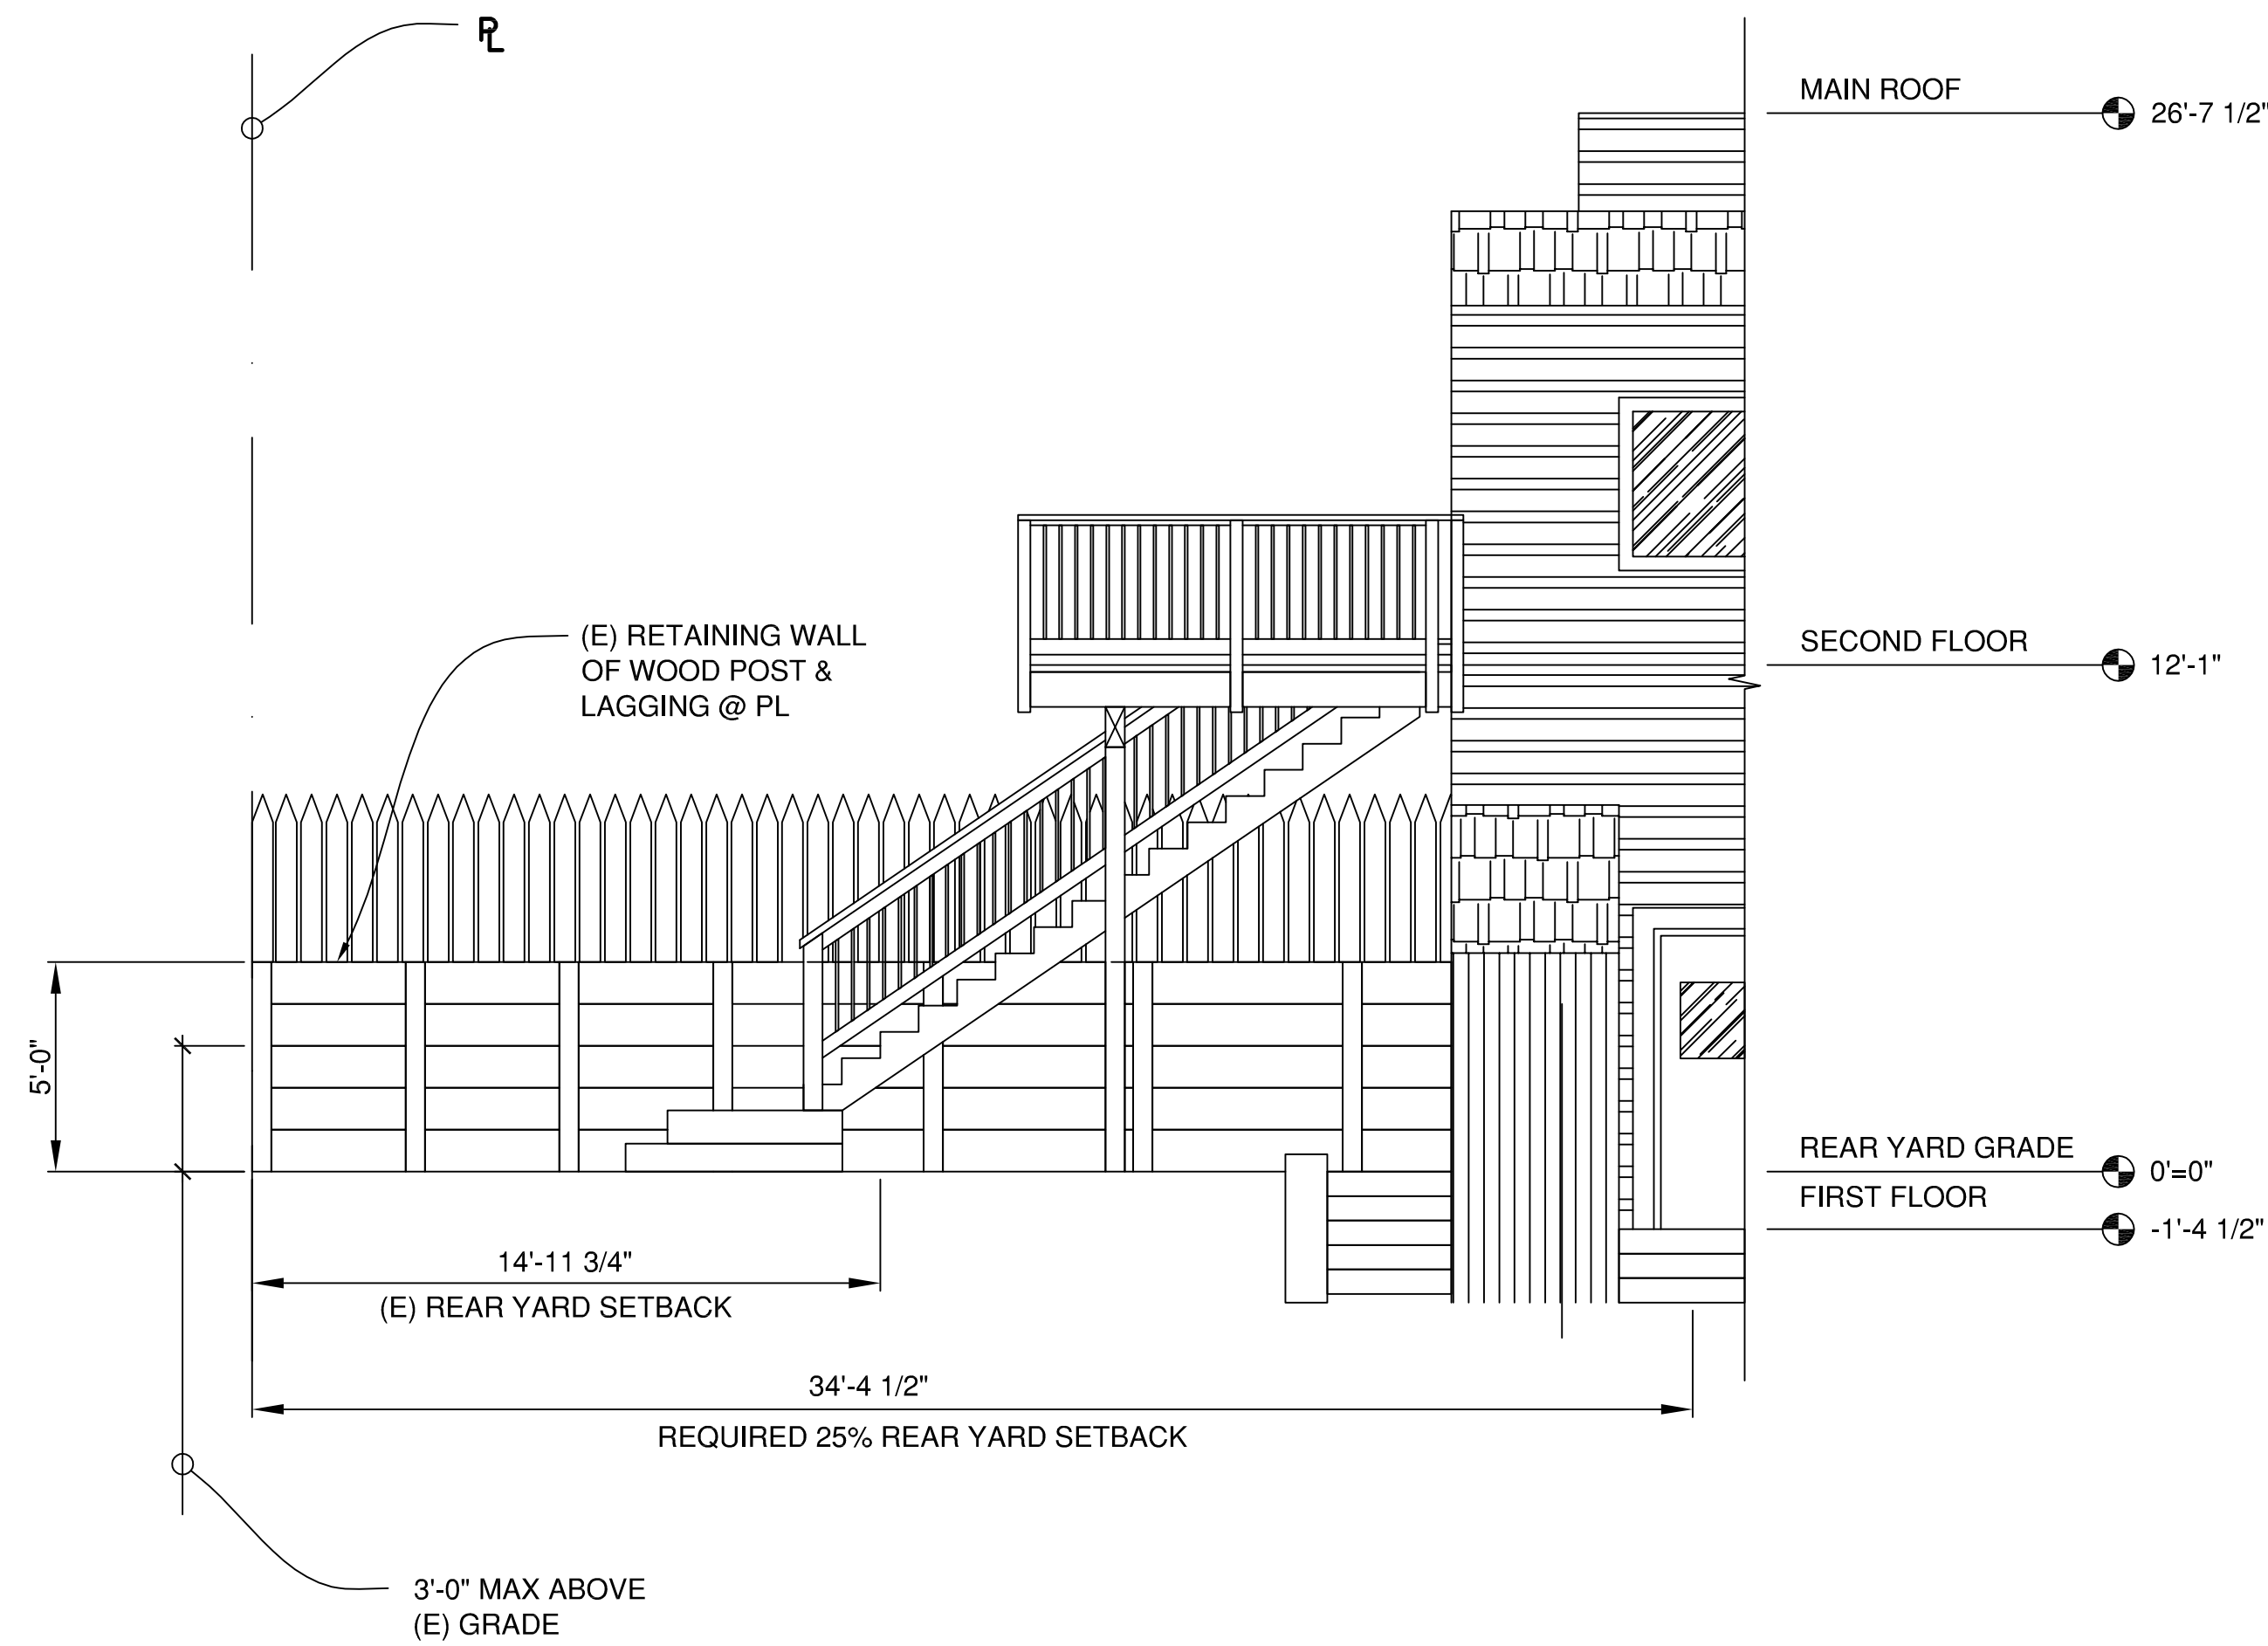 PL
MAIN ROOF
26'-7 1/2"
(E) RETAINING WALL
OF WOOD POST &
LAGGING @ PL
SECOND FLOOR
12'-1"
5'-0"
REAR YARD GRADE
0'=0"
FIRST FLOOR
-1'-4 1/2"
14'-11 3/4"
(E) REAR YARD SETBACK
34'-4 1/2"
REQUIRED 25% REAR YARD SETBACK
3'-0" MAX ABOVE
(E) GRADE